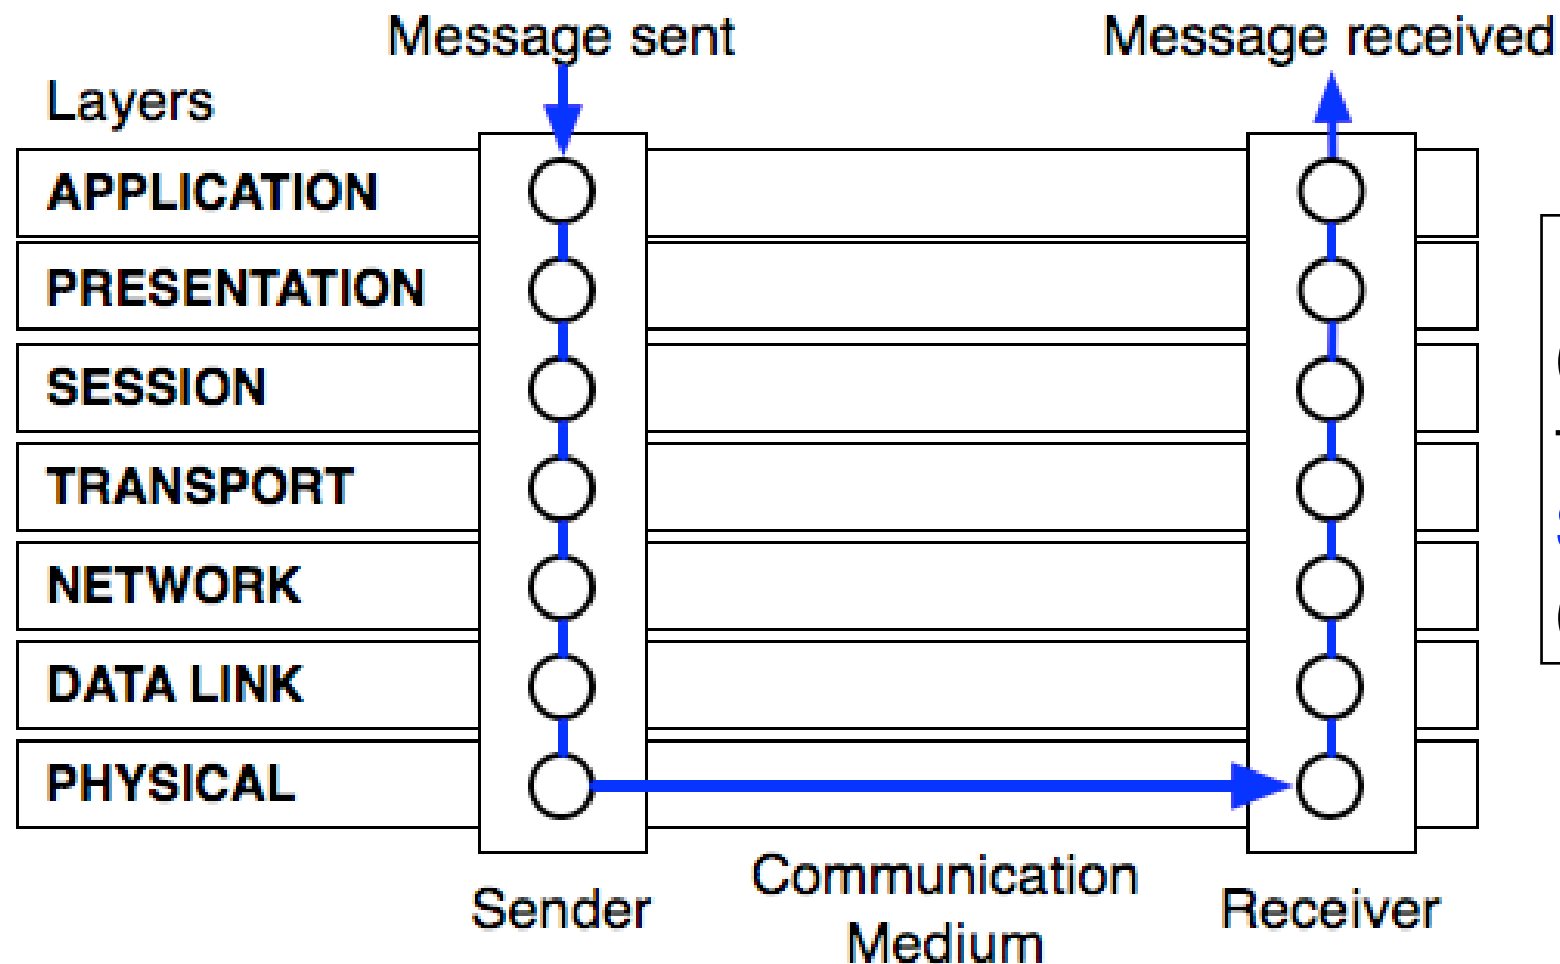 Message sent
Message received
Layers
APPLICATION
PRESENTATION
SESSION
TRANSPORT
NETWORK
DATA LINK
PHYSICAL
Sender
Communication
Medium
Receiver